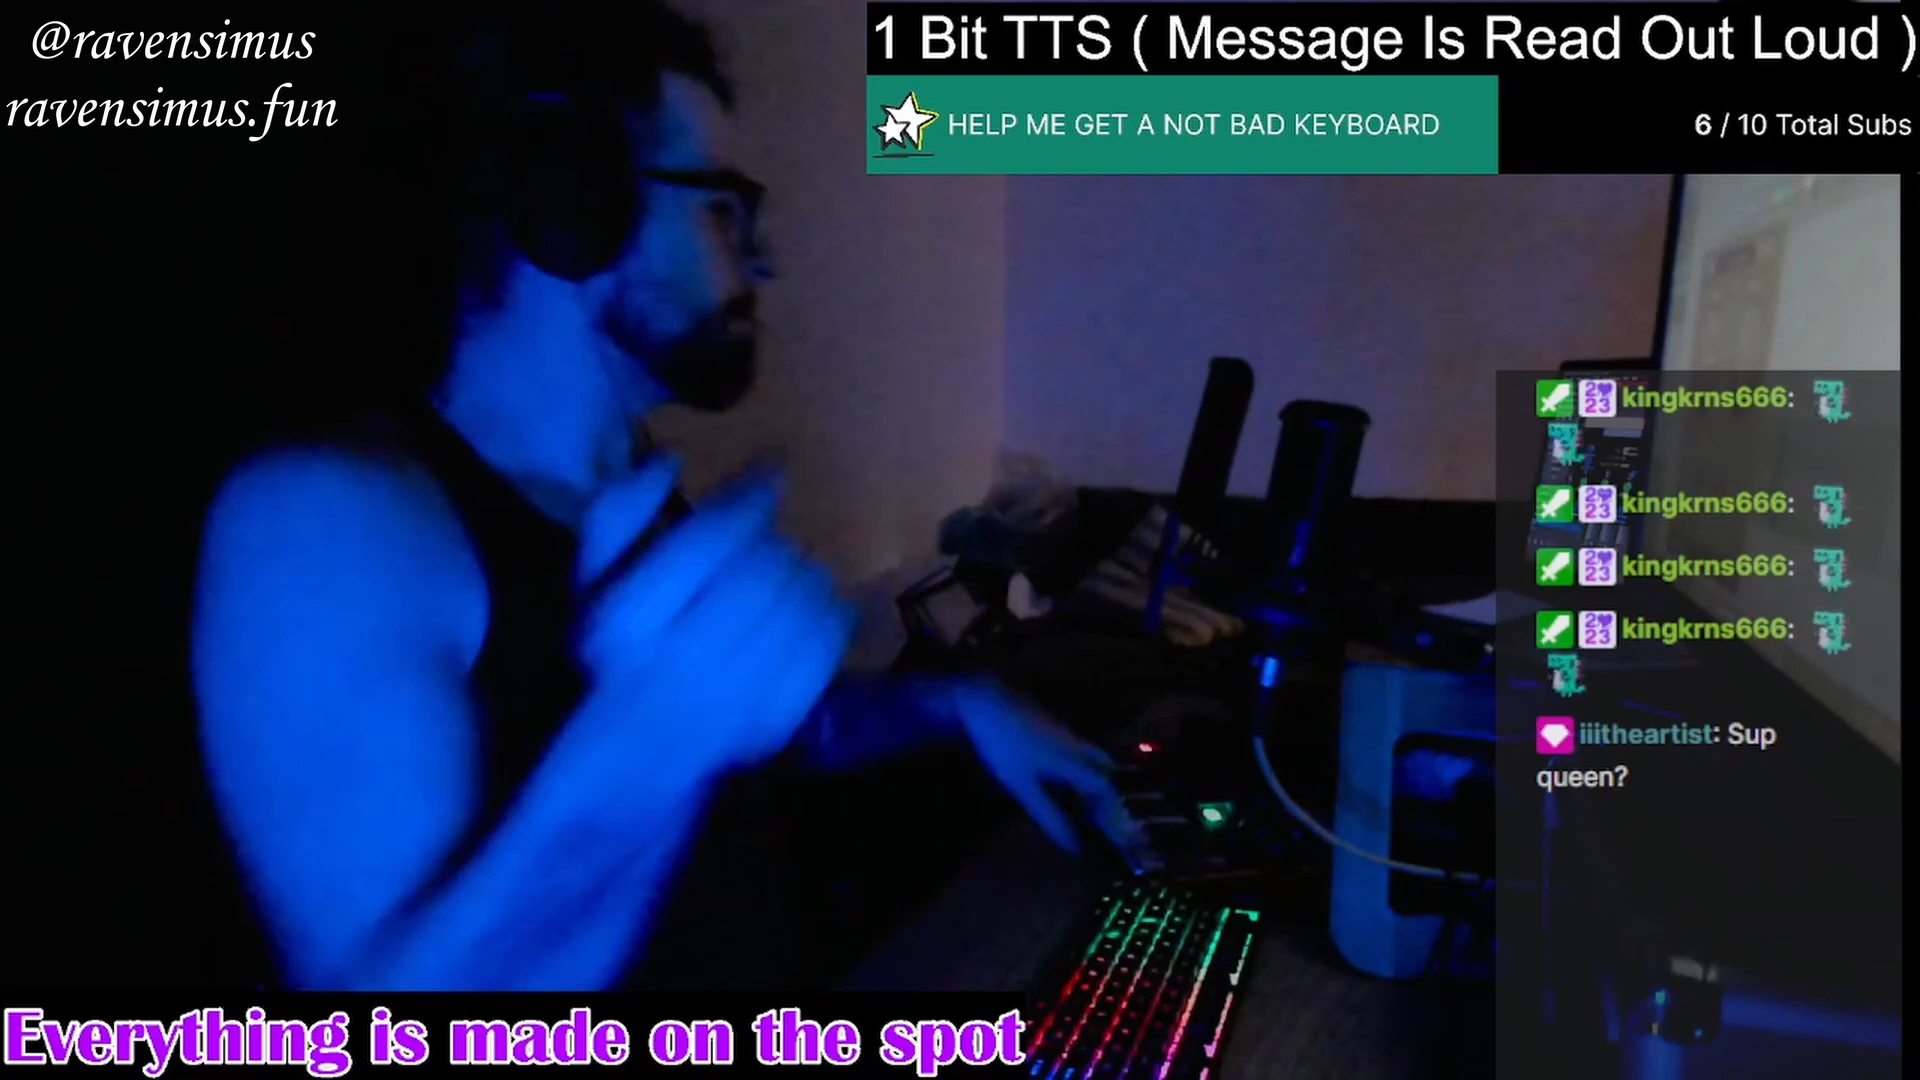 @ravensimus
ravensimus.fun
1 Bit TTS ( Message Is Read Out Loud )
HELP ME GET A NOT BAD KEYBOARD
6 / 10 Total Subs
kingkrns666:
kingkrns666:
kingkrns666:
kingkrns666:
iiitheartist: Sup
queen?
Everything is made on the spot